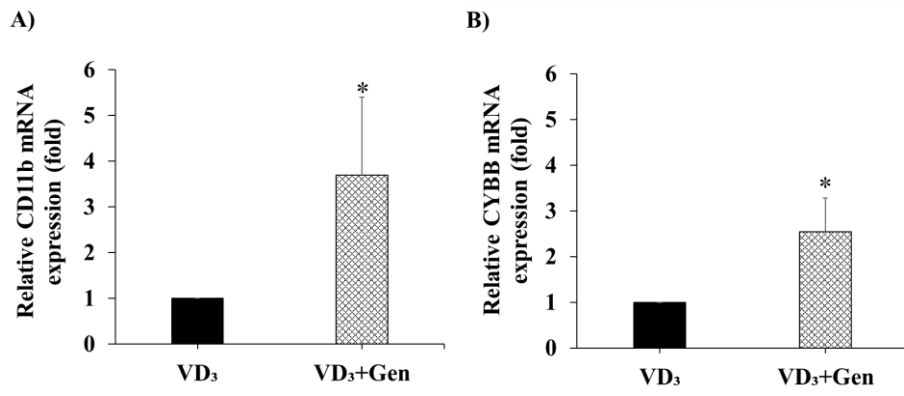 A)
Relative CD11b mRNA
expression (fold)
6
5
4
3
2
1
0
*
VD₃
VD₃+Gen
B)
Relative CYBB mRNA
expression (fold)
6
5
4
3
2
1
0
*
VD₃
VD₃+Gen